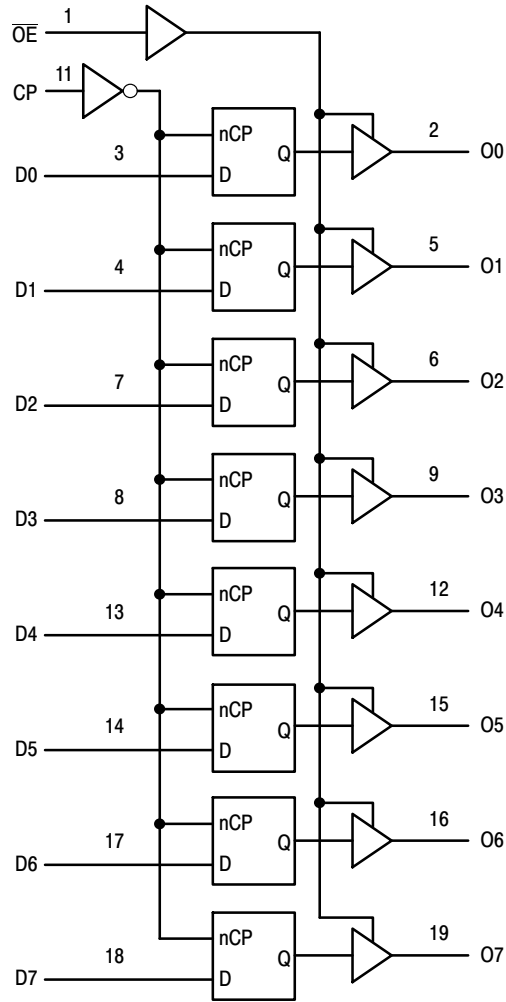 O̅E̅ 1
CP 11
nCP
D0 3 D Q 2 O0
nCP
D1 4 D Q 5 O1
nCP
D2 7 D Q 6 O2
nCP
D3 8 D Q 9 O3
nCP
D4 13 D Q 12 O4
nCP
D5 14 D Q 15 O5
nCP
D6 17 D Q 16 O6
nCP
D7 18 D Q 19 O7